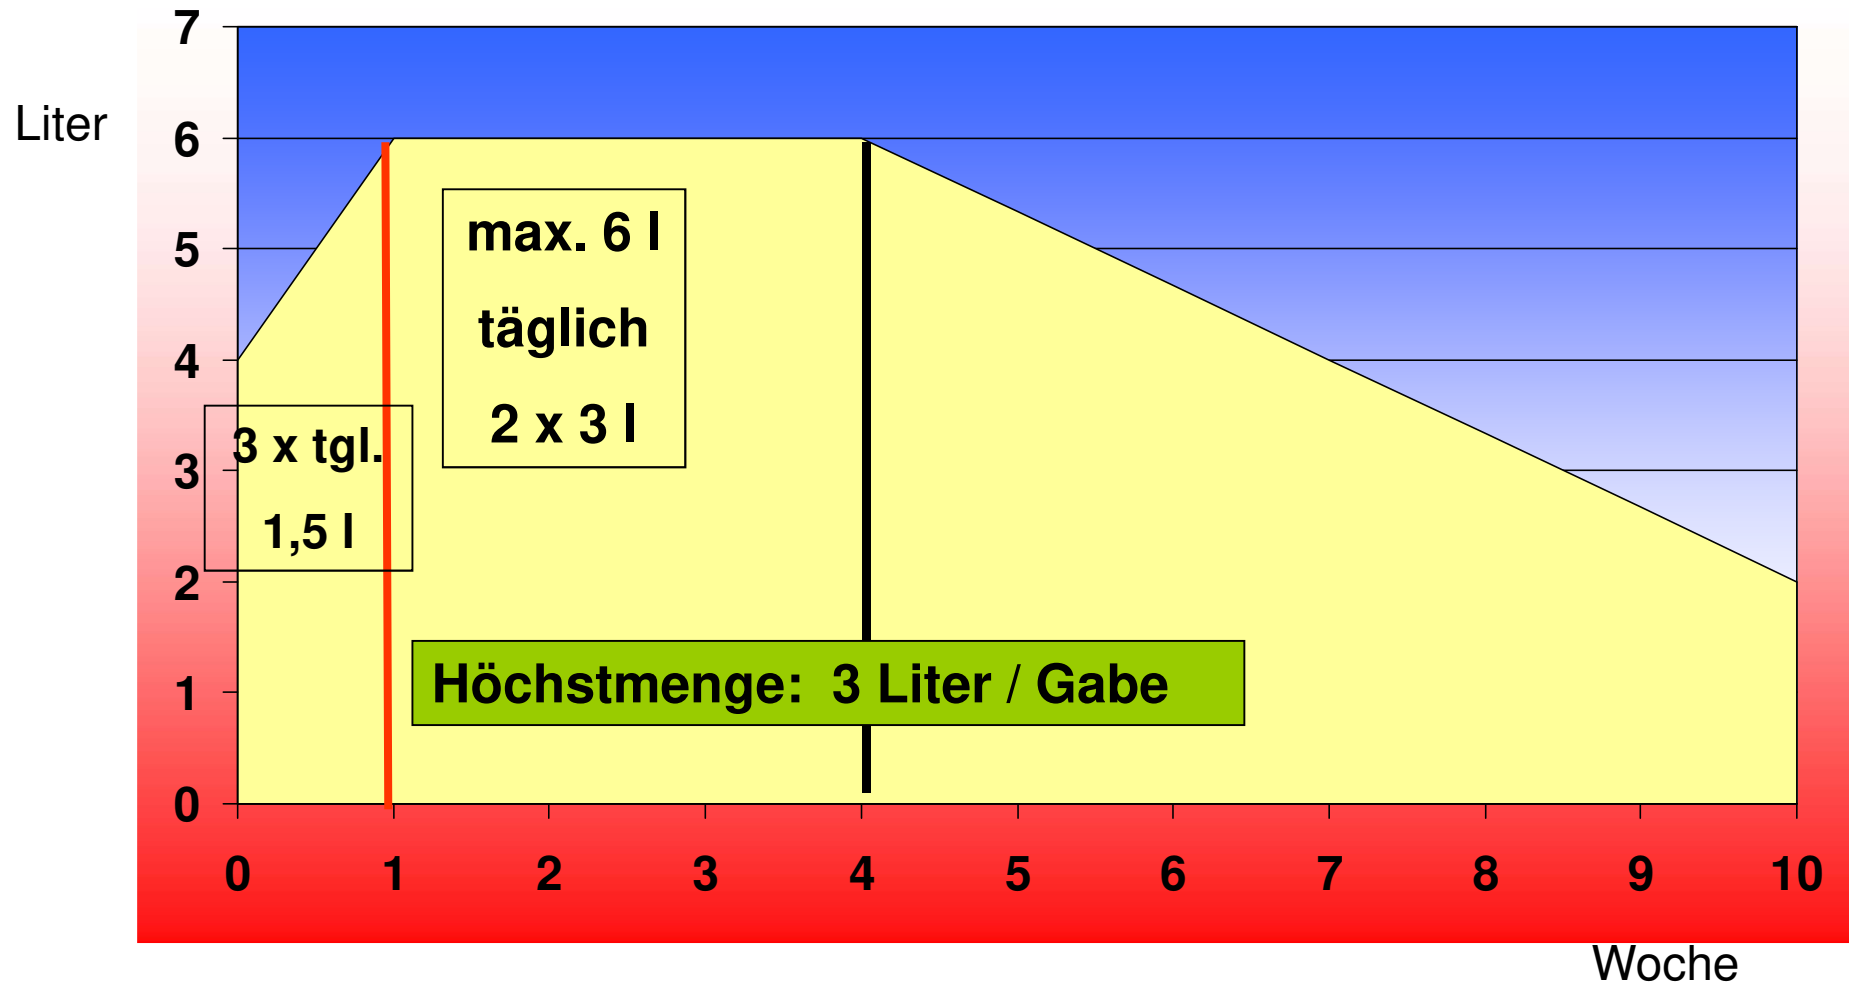 Liter
7
6
5
4
3
2
1
0
max. 6 l
täglich
2 x 3 l
3 x tgl.
1,5 l
Höchstmenge: 3 Liter / Gabe
0 1 2 3 4 5 6 7 8 9 10
Woche